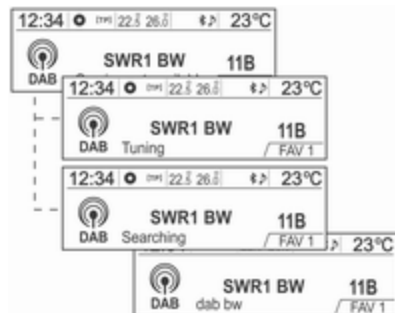 12:34 [TP] 22.5 26.0 23°C
SWR1 BW 11B
DAB
12:34 [TP] 22.5 26.0 23°C
SWR1 BW 11B
DAB Tuning FAV 1
12:34 22.5 26.0 23°C
SWR1 BW 11B
DAB Searching FAV 1
23°C
SWR1 BW 11B
DAB dab bw FAV 1